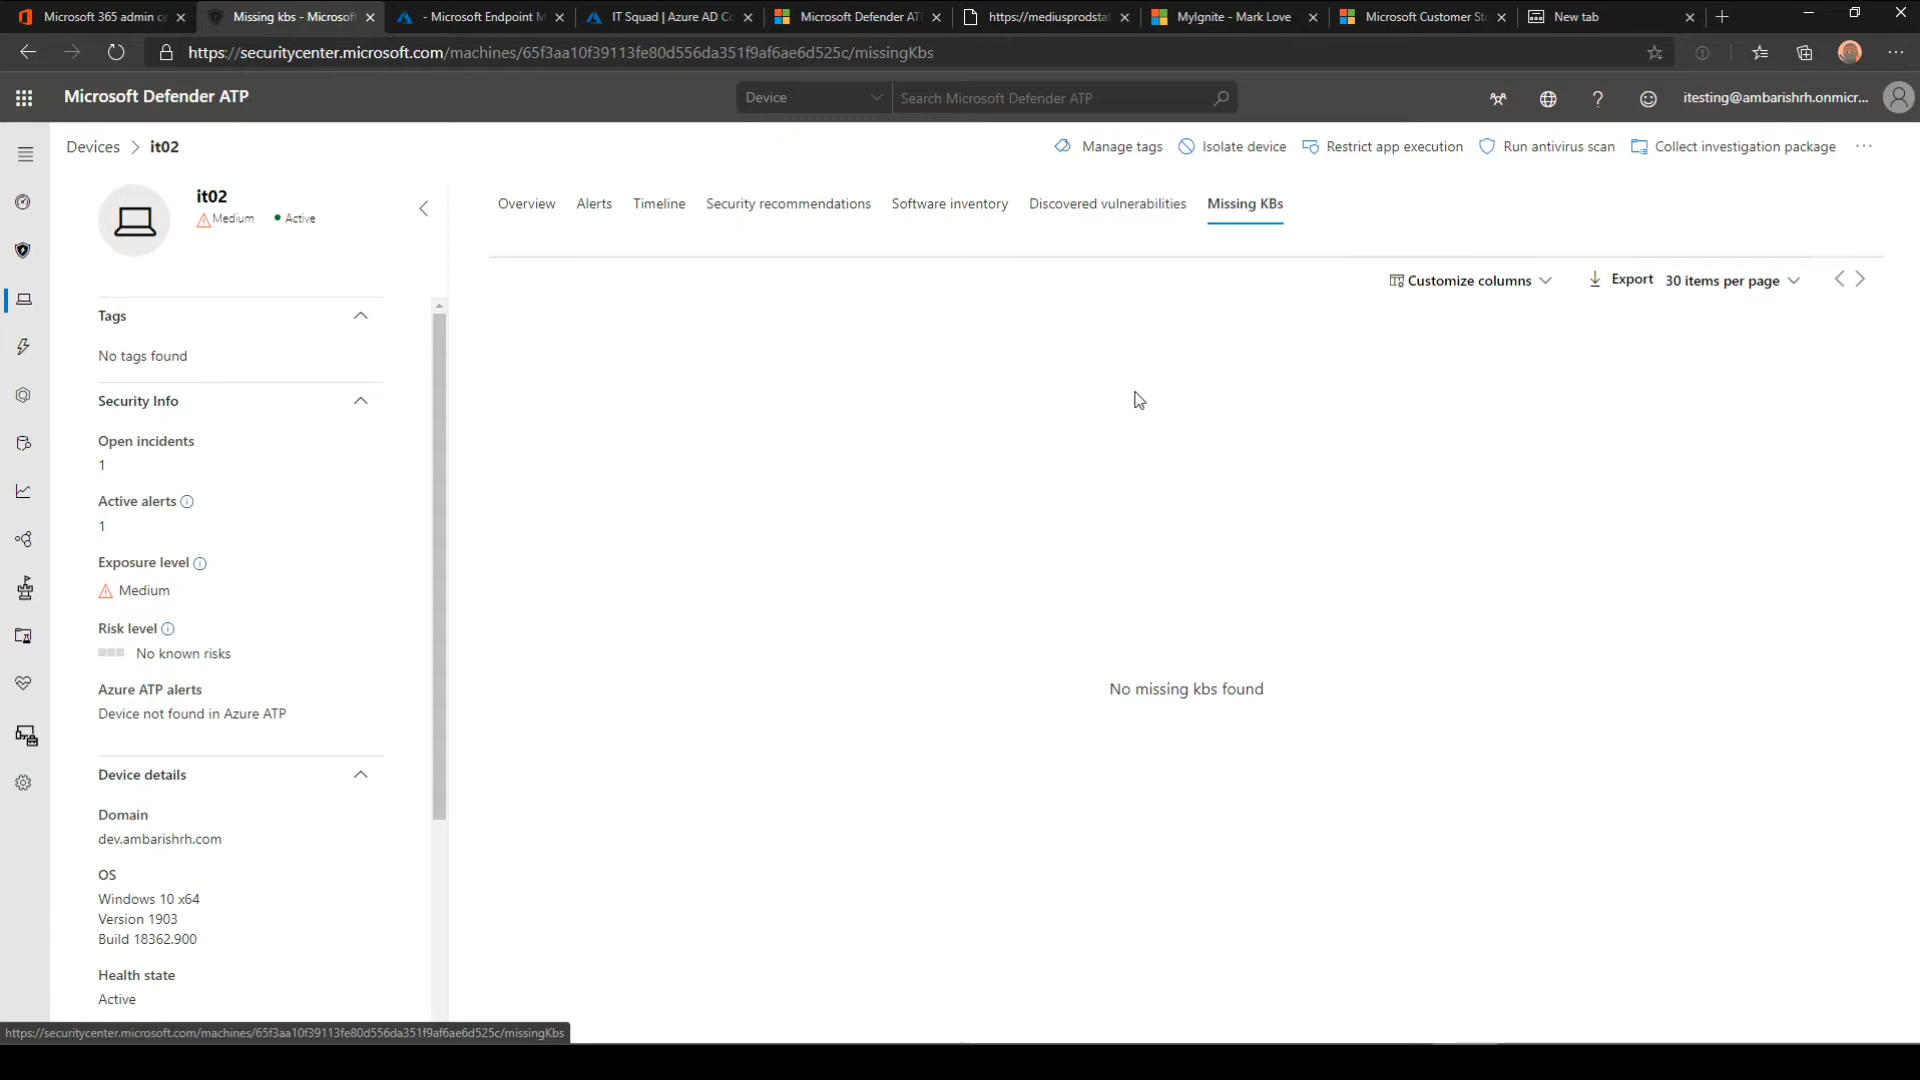 Microsoft 365 admin ce
Missing kbs - Microsoft
- Microsoft Endpoint M
IT Squad | Azure AD Co
Microsoft Defender ATP
https://mediusprodstat
MyIgnite - Mark Love
Microsoft Customer Sto
New tab
https://securitycenter.microsoft.com/machines/65f3aa10f39113fe80d556da351f9af6ae6d525c/missingKbs
Microsoft Defender ATP
Device
Search Microsoft Defender ATP
itesting@ambarishrh.onmicr...
Devices > it02
Manage tags
Isolate device
Restrict app execution
Run antivirus scan
Collect investigation package
it02
Medium
Active
Overview
Alerts
Timeline
Security recommendations
Software inventory
Discovered vulnerabilities
Missing KBs
Customize columns
Export
30 items per page
Tags
No tags found
Security Info
Open incidents
1
Active alerts
1
Exposure level
Medium
Risk level
No known risks
Azure ATP alerts
Device not found in Azure ATP
No missing kbs found
Device details
Domain
dev.ambarishrh.com
OS
Windows 10 x64
Version 1903
Build 18362.900
Health state
Active
https://securitycenter.microsoft.com/machines/65f3aa10f39113fe80d556da351f9af6ae6d525c/missingKbs